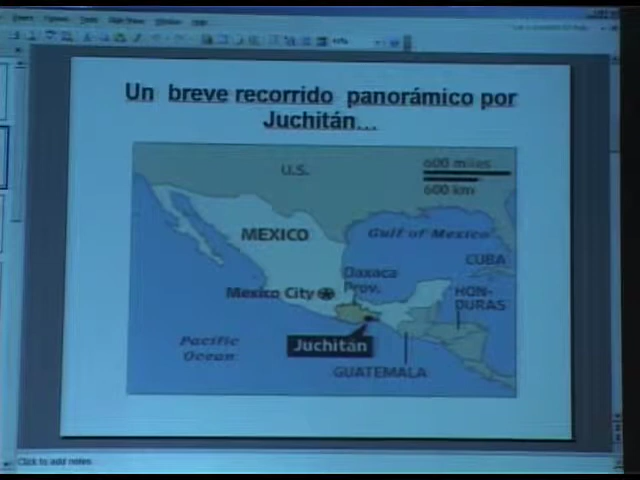 Un breve recorrido panorámico por
Juchitán...
U.S.
600 miles
600 km
MEXICO
Gulf of Mexico
CUBA
Oaxaca
Prov.
Mexico City
HON-
DURAS
Pacific
Ocean
Juchitán
GUATEMALA
Click to add notes